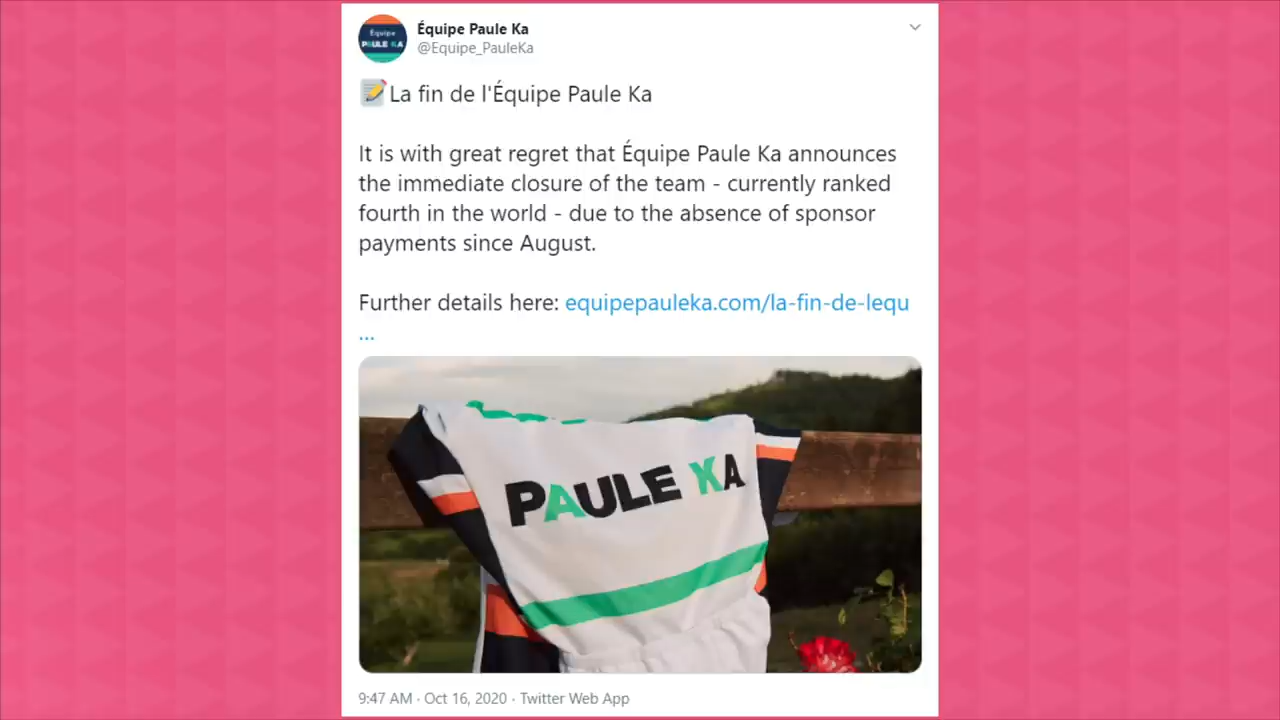 Équipe
PAULE KA
Équipe Paule Ka
@Equipe_PauleKa
La fin de l'Équipe Paule Ka
It is with great regret that Équipe Paule Ka announces
the immediate closure of the team - currently ranked
fourth in the world - due to the absence of sponsor
payments since August.
Further details here: equipepauleka.com/la-fin-de-lequ
...
PAULE KA
9:47 AM · Oct 16, 2020 · Twitter Web App